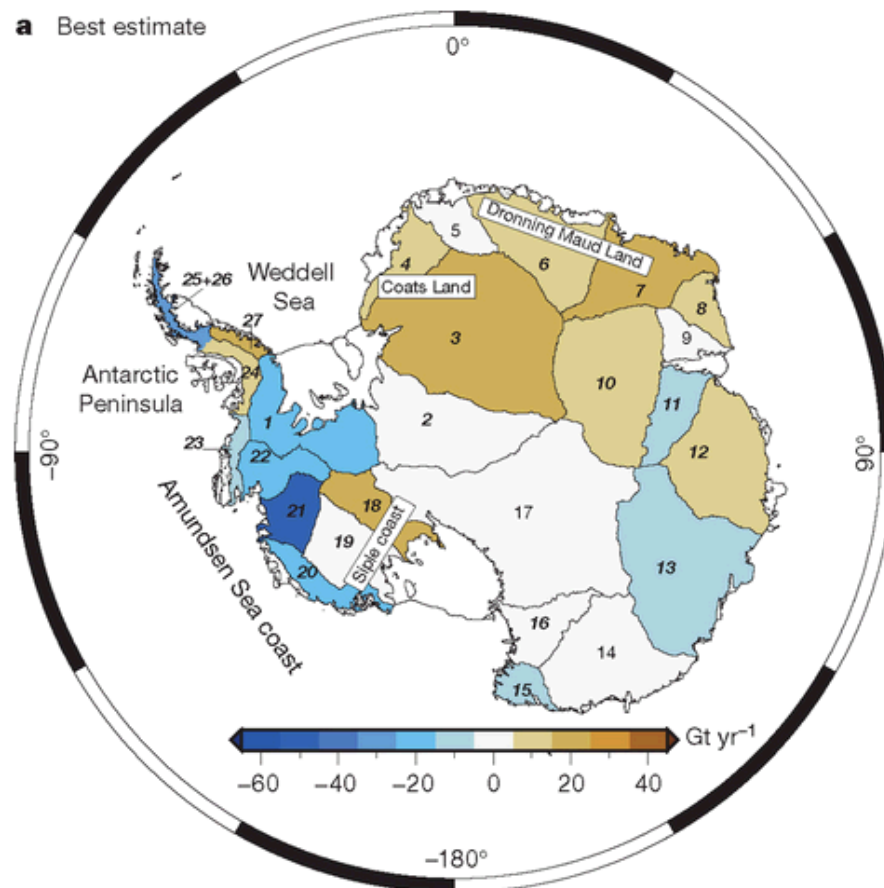 a Best estimate
0°
Dronning Maud Land
5
4
6
7
8
Coats Land
25+26
Weddell
Sea
27
3
9
24
10
11
Antarctic
Peninsula
1
2
12
23
22
–90°
90°
21
18
17
19
Siple coast
20
13
Amundsen Sea coast
16
14
15
Gt yr⁻¹
–60 –40 –20 0 20 40
–180°